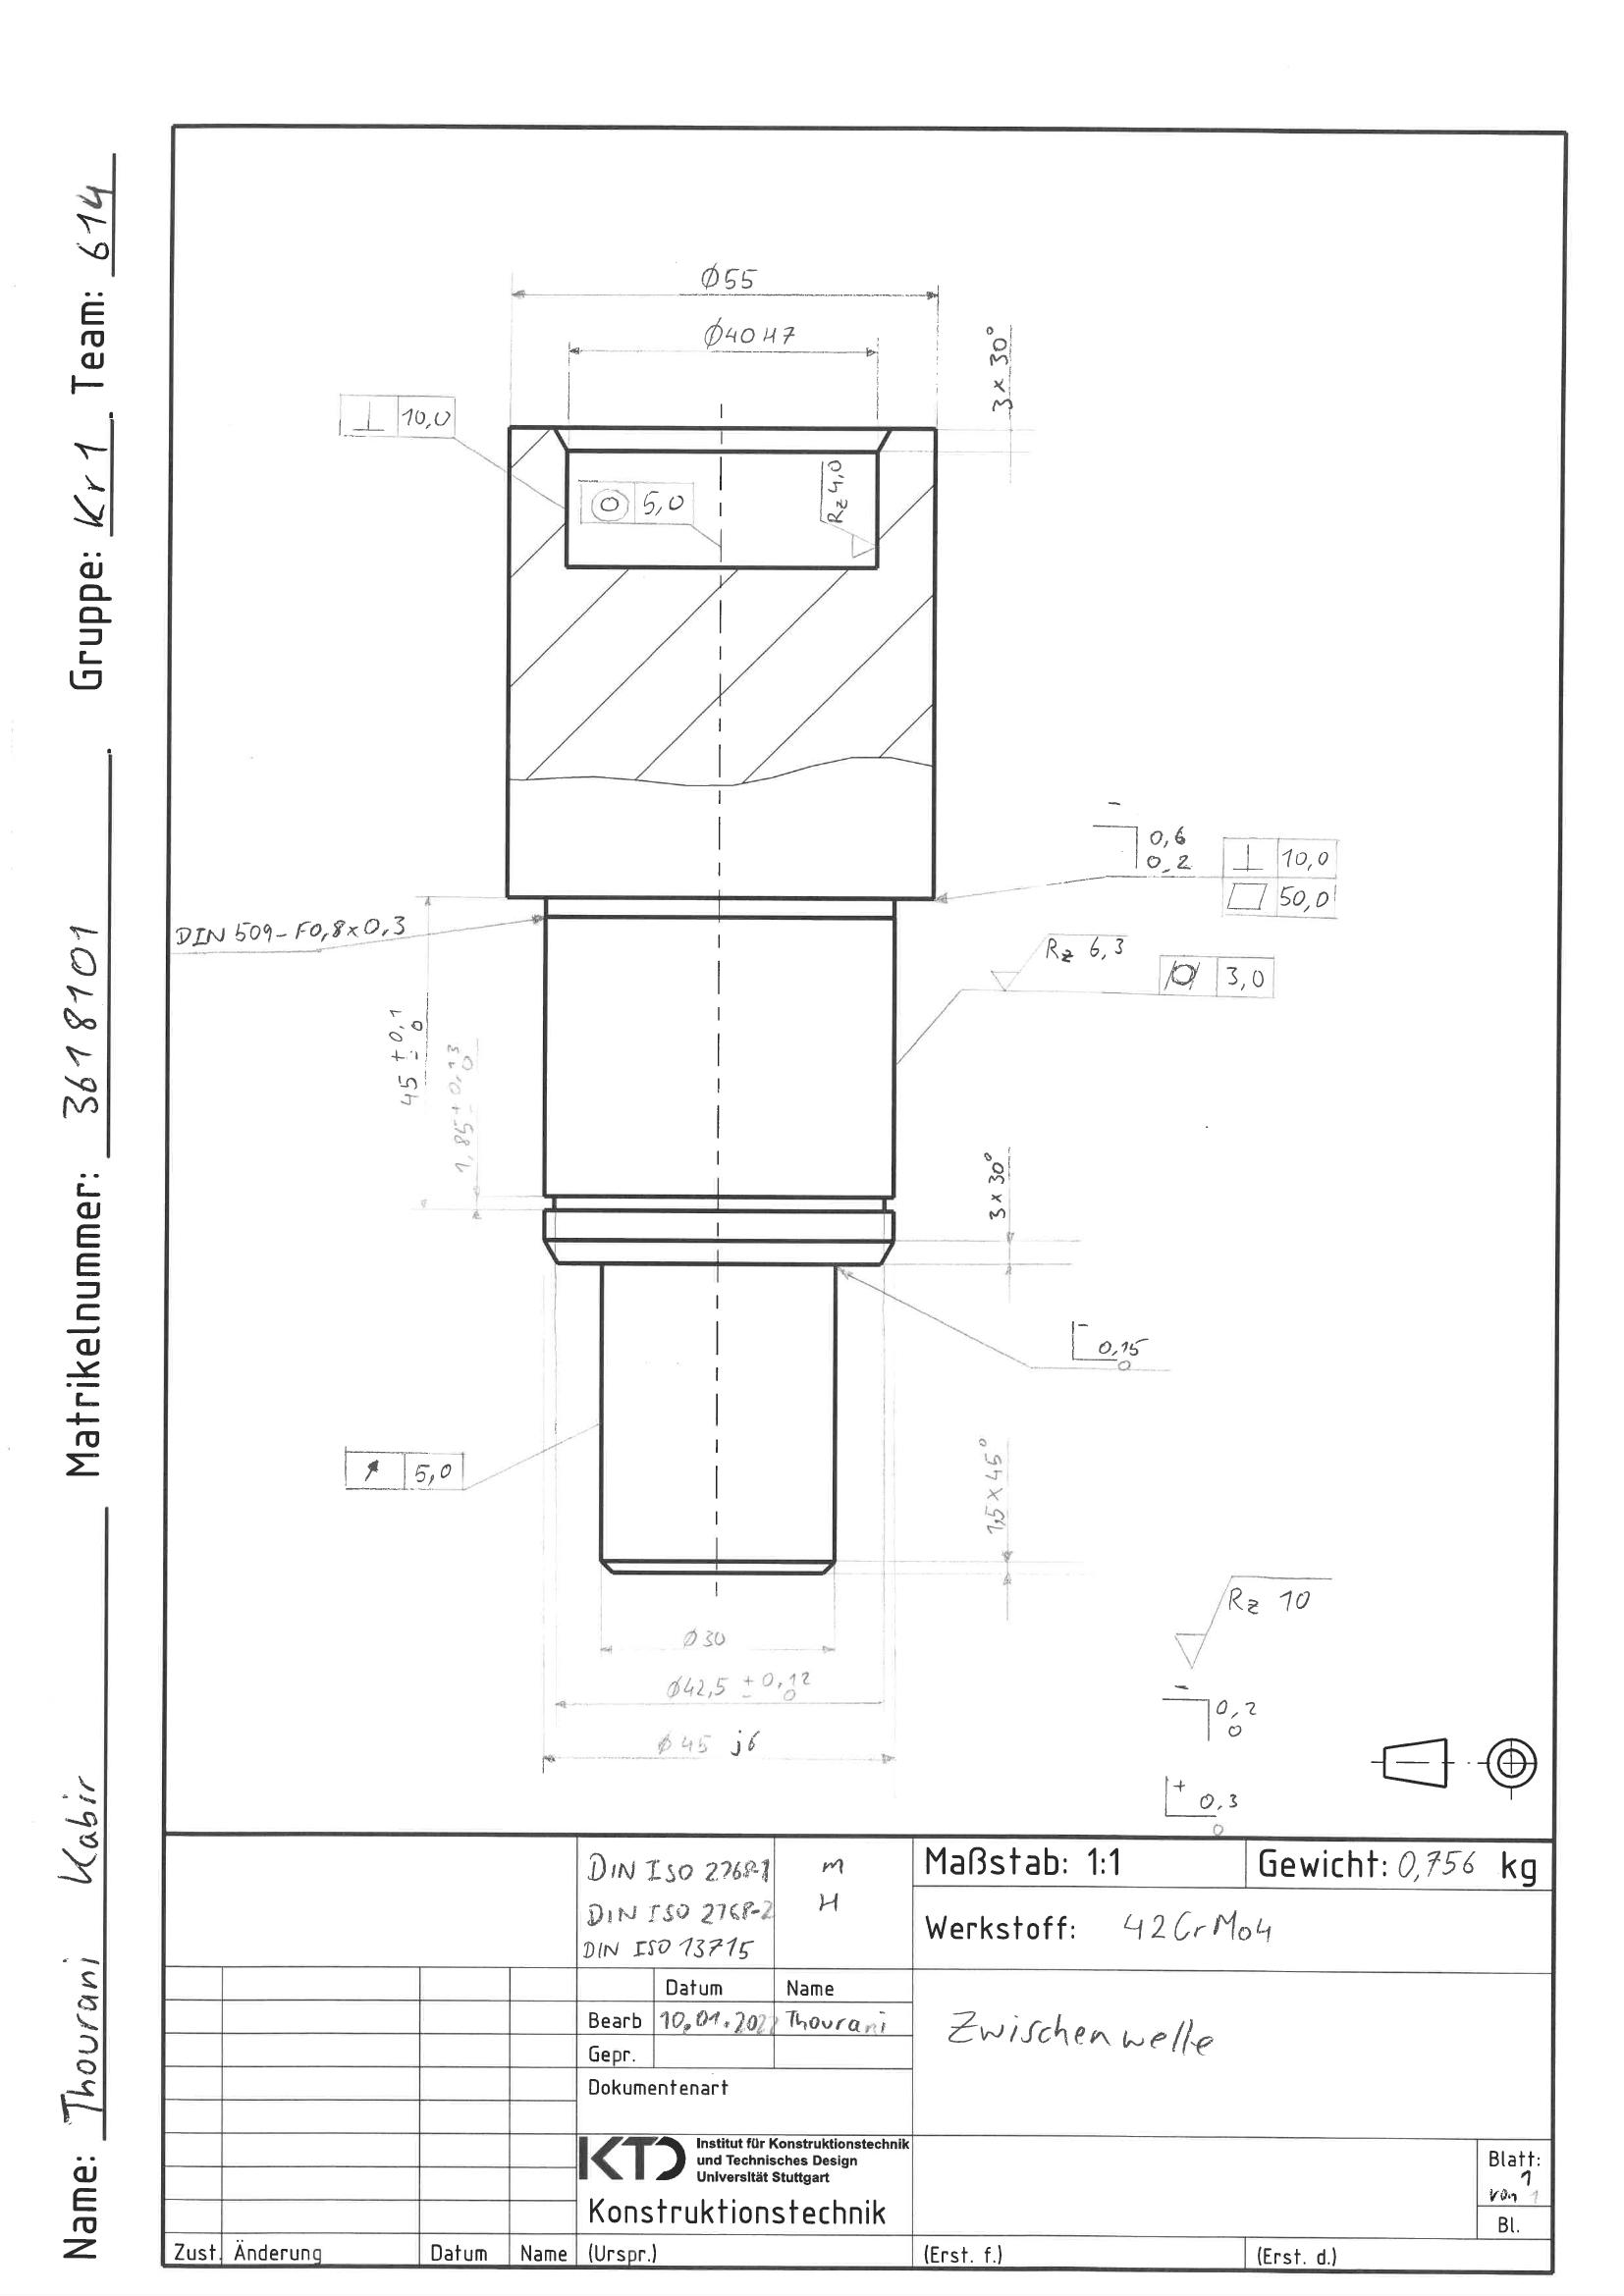 Name: Thourani Kabir
Matrikelnummer: 3618101
Gruppe: Kr 1
Team: 614
Ø55
Ø40 H7
3 x 30°
⊥ 10,0
◎ 5,0
Rz 4,0
-
0,6
0,2
⊥ 10,0
▱ 50,0
DIN 509 - F0,8 x 0,3
Rz 6,3
⌭ 3,0
45 ± 0,1
0
1,85 ± 0,13
0
3 x 30°
-
0,15
0
↗ 5,0
1,5 x 45°
Rz 10
Ø30
Ø42,5 ± 0,12
0
-
0,2
0
Ø45 j6
+
0,3
0
DIN ISO 2768-1 m
DIN ISO 2768-2 H
DIN ISO 13715
Maßstab: 1:1
Gewicht: 0,756 kg
Werkstoff: 42CrMo4
Datum Name
Bearb 10.01.202 Thourani
Gepr.
Zwischenwelle
Dokumentenart
KTD
Institut für Konstruktionstechnik
und Technisches Design
Universität Stuttgart
Konstruktionstechnik
Blatt:
1
von 1
Bl.
Zust. Änderung Datum Name (Urspr.) (Erst. f.) (Erst. d.)